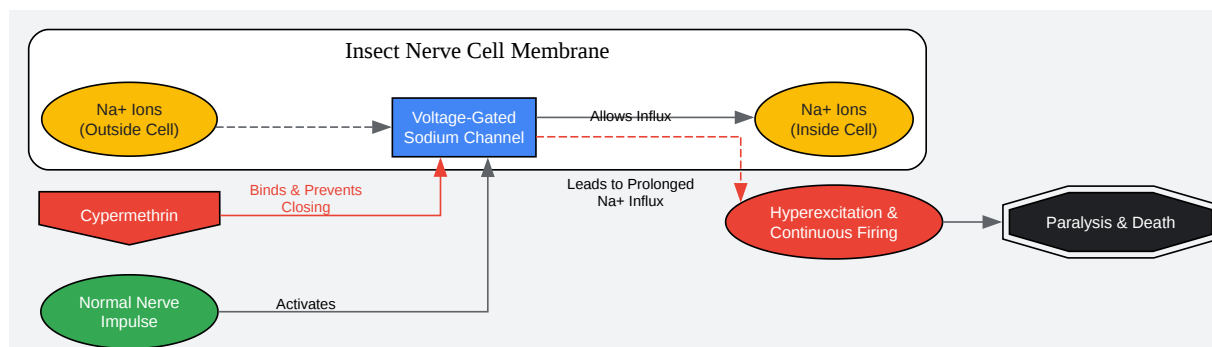 Insect Nerve Cell Membrane
Na+ Ions
(Outside Cell)
Voltage-Gated
Sodium Channel
Allows Influx
Na+ Ions
(Inside Cell)
Binds & Prevents
Closing
Cypermethrin
Leads to Prolonged
Na+ Influx
Hyperexcitation &
Continuous Firing
Paralysis & Death
Normal Nerve
Impulse
Activates